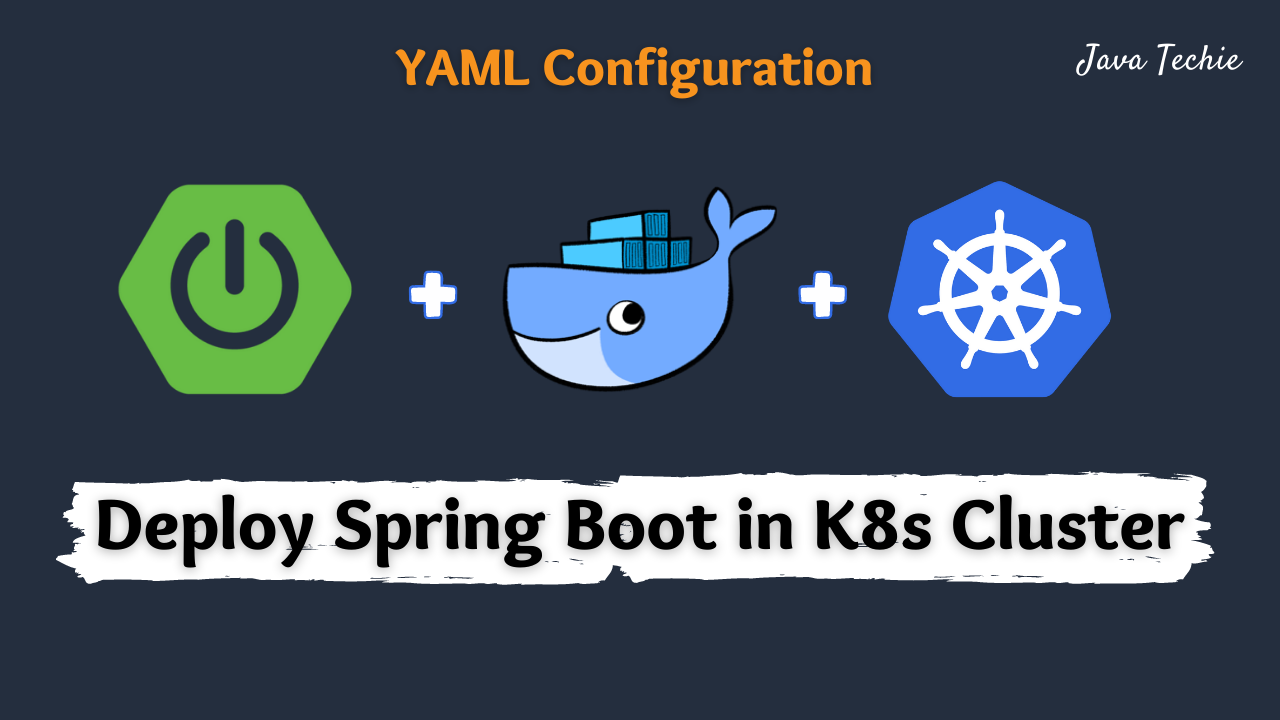 YAML Configuration
Java Techie
Deploy Spring Boot in K8s Cluster